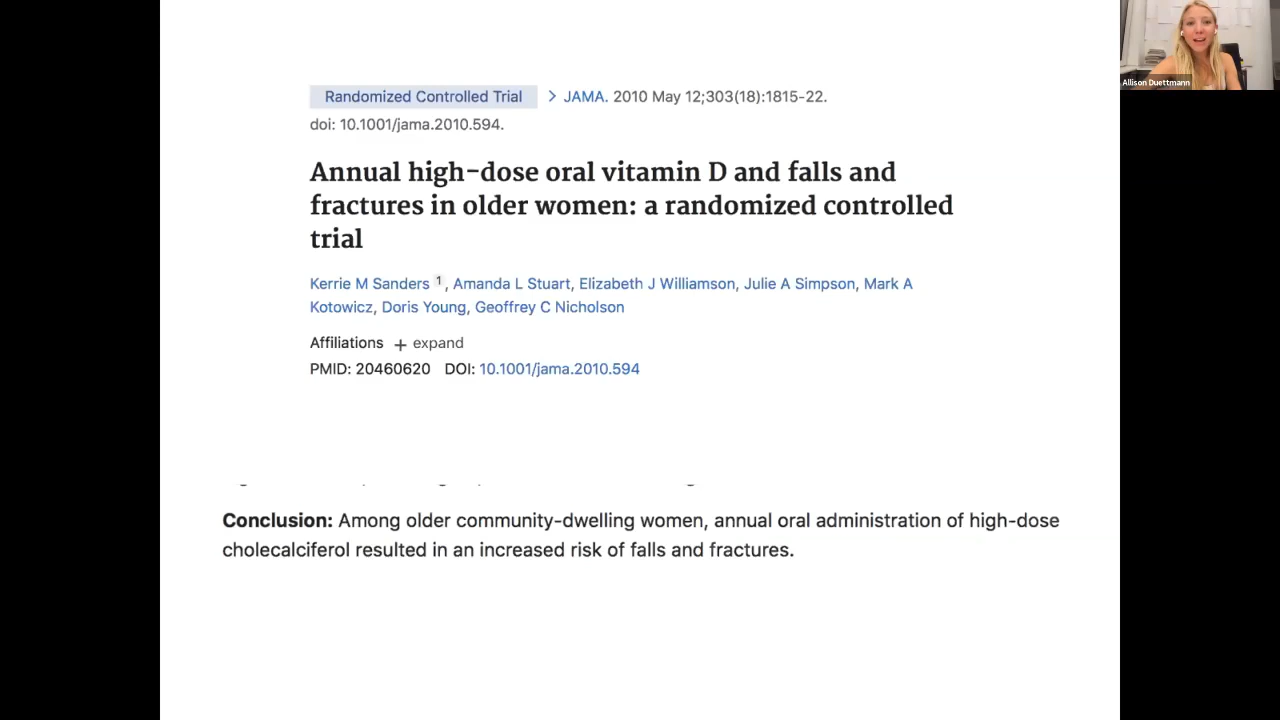 Allison Duettmann
Randomized Controlled Trial > JAMA. 2010 May 12;303(18):1815-22.
doi: 10.1001/jama.2010.594.
Annual high-dose oral vitamin D and falls and
fractures in older women: a randomized controlled
trial
Kerrie M Sanders 1, Amanda L Stuart, Elizabeth J Williamson, Julie A Simpson, Mark A
Kotowicz, Doris Young, Geoffrey C Nicholson
Affiliations + expand
PMID: 20460620 DOI: 10.1001/jama.2010.594
Conclusion: Among older community-dwelling women, annual oral administration of high-dose
cholecalciferol resulted in an increased risk of falls and fractures.